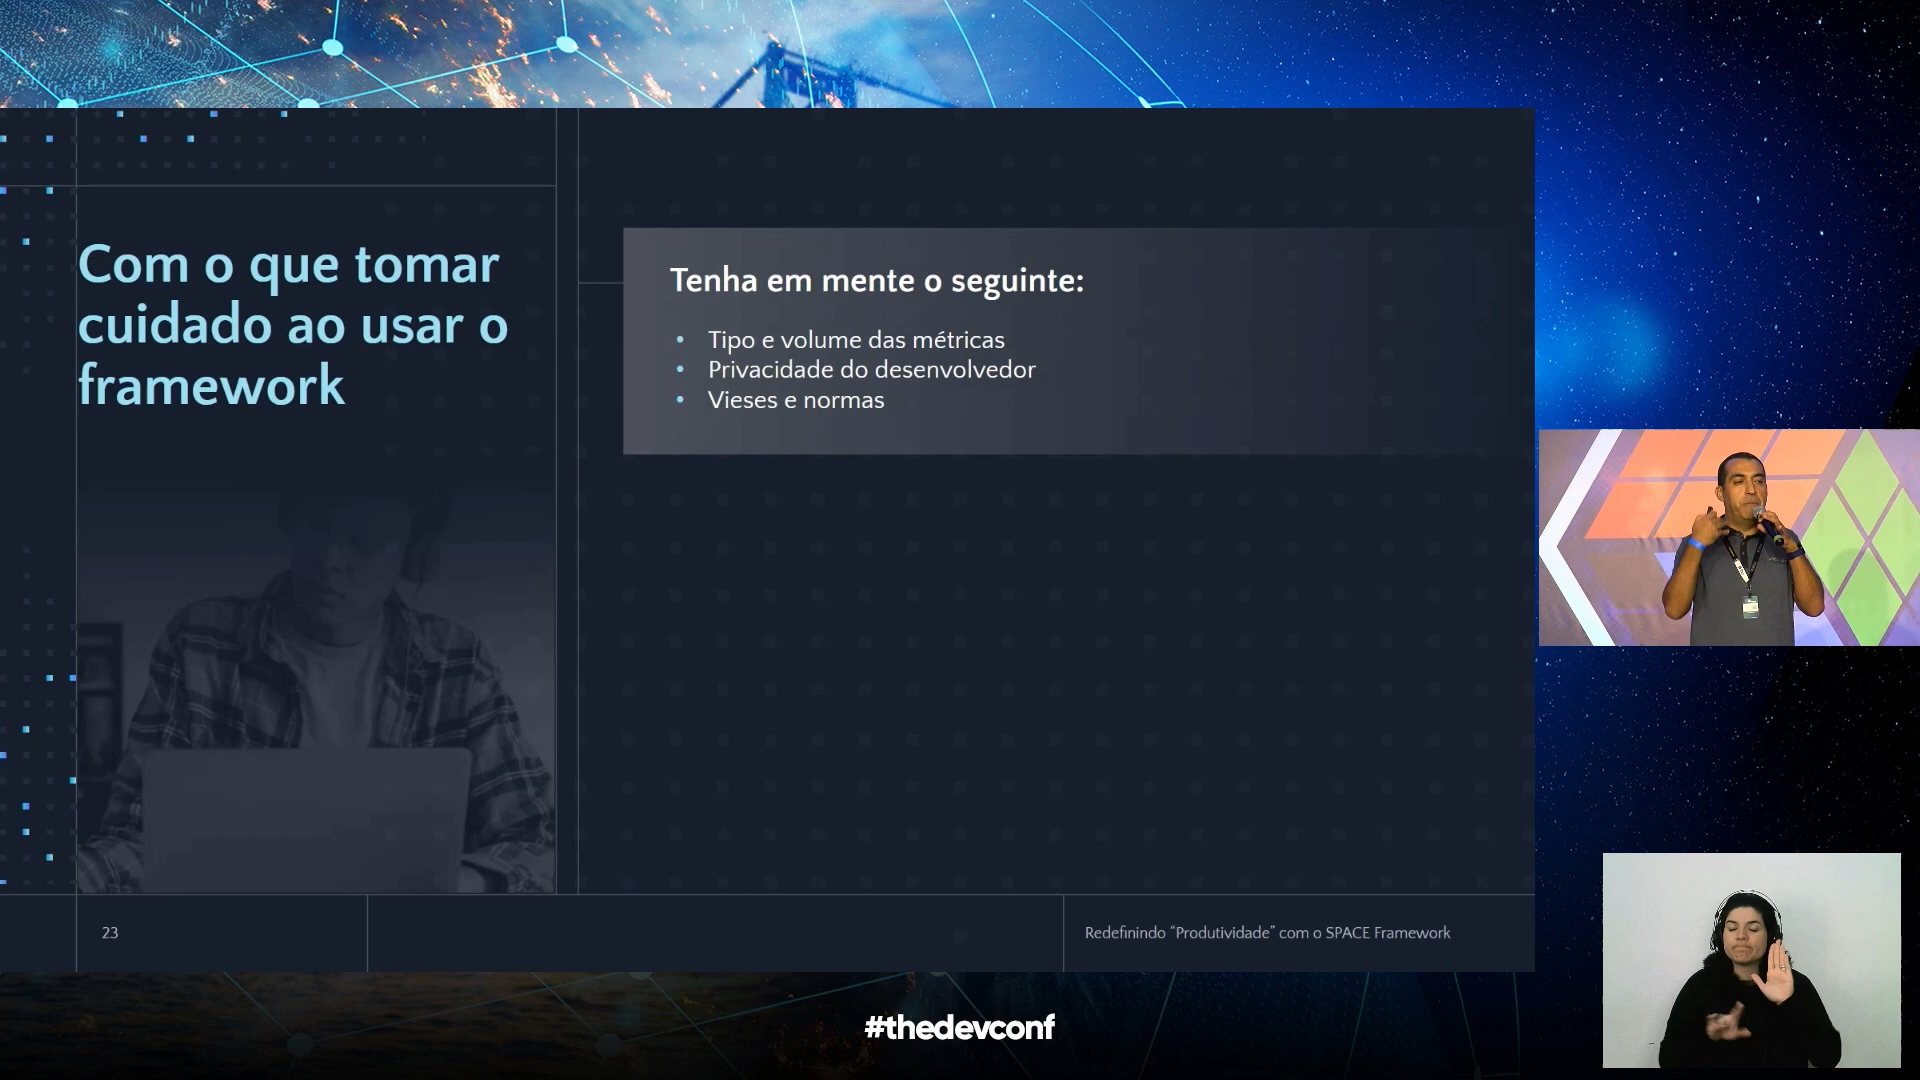 Com o que tomar
cuidado ao usar o
framework
Tenha em mente o seguinte:
• Tipo e volume das métricas
• Privacidade do desenvolvedor
• Vieses e normas
23
Redefinindo “Produtividade” com o SPACE Framework
#thedevconf